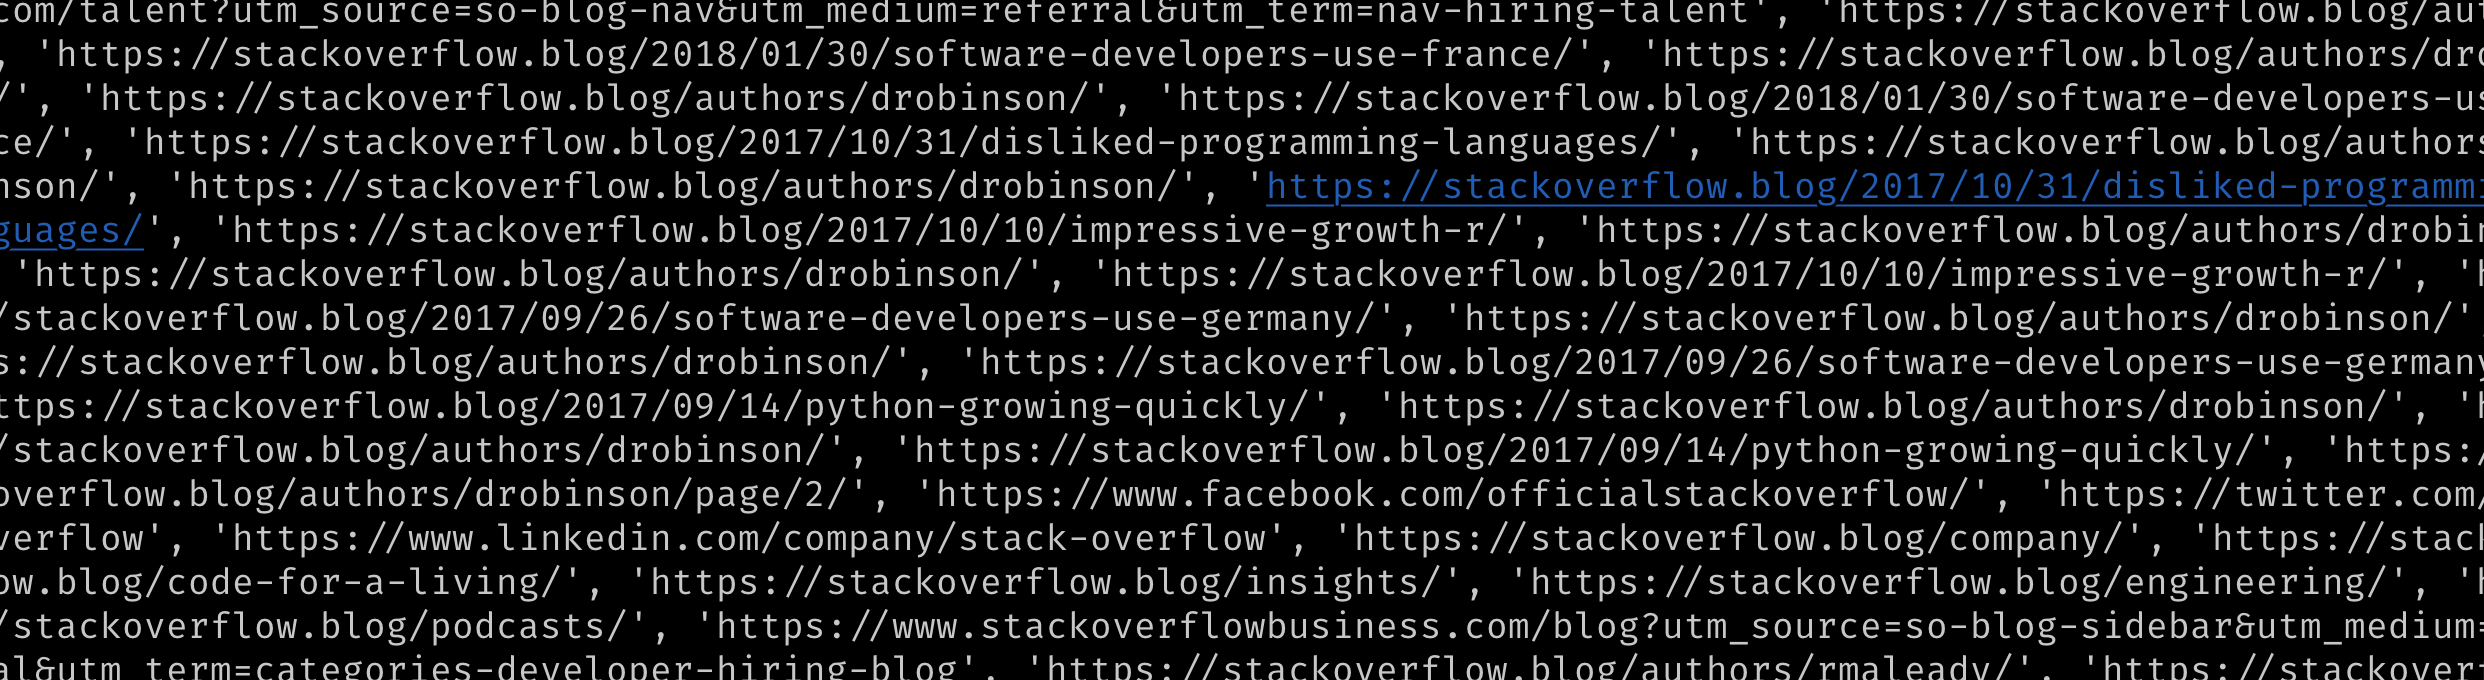 com/talent?utm_source=so-blog-nav&utm_medium=referral&utm_term=nav-hiring-talent', 'https://stackoverflow.blog/aut
, 'https://stackoverflow.blog/2018/01/30/software-developers-use-france/', 'https://stackoverflow.blog/authors/dro
/', 'https://stackoverflow.blog/authors/drobinson/', 'https://stackoverflow.blog/2018/01/30/software-developers-us
ce/', 'https://stackoverflow.blog/2017/10/31/disliked-programming-languages/', 'https://stackoverflow.blog/authors
nson/', 'https://stackoverflow.blog/authors/drobinson/', 'https://stackoverflow.blog/2017/10/31/disliked-programmi
guages/', 'https://stackoverflow.blog/2017/10/10/impressive-growth-r/', 'https://stackoverflow.blog/authors/drobin
'https://stackoverflow.blog/authors/drobinson/', 'https://stackoverflow.blog/2017/10/10/impressive-growth-r/', 'h
/stackoverflow.blog/2017/09/26/software-developers-use-germany/', 'https://stackoverflow.blog/authors/drobinson/'
s://stackoverflow.blog/authors/drobinson/', 'https://stackoverflow.blog/2017/09/26/software-developers-use-germany
ttps://stackoverflow.blog/2017/09/14/python-growing-quickly/', 'https://stackoverflow.blog/authors/drobinson/', 'h
/stackoverflow.blog/authors/drobinson/', 'https://stackoverflow.blog/2017/09/14/python-growing-quickly/', 'https:/
overflow.blog/authors/drobinson/page/2/', 'https://www.facebook.com/officialstackoverflow/', 'https://twitter.com/
verflow', 'https://www.linkedin.com/company/stack-overflow', 'https://stackoverflow.blog/company/', 'https://stack
ow.blog/code-for-a-living/', 'https://stackoverflow.blog/insights/', 'https://stackoverflow.blog/engineering/', 'h
/stackoverflow.blog/podcasts/', 'https://www.stackoverflowbusiness.com/blog?utm_source=so-blog-sidebar&utm_medium=
al&utm_term=categories-developer-hiring-blog', 'https://stackoverflow.blog/authors/rmaleady/', 'https://stackoverf